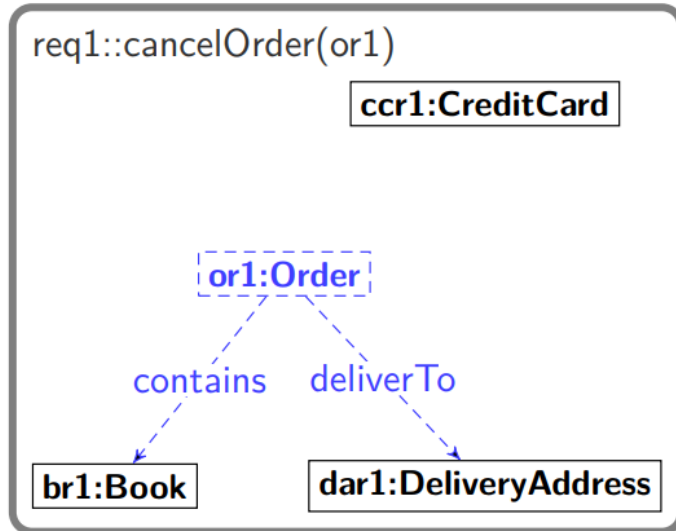 req1::cancelOrder(or1)
ccr1:CreditCard
or1:Order
contains
deliverTo
br1:Book
dar1:DeliveryAddress